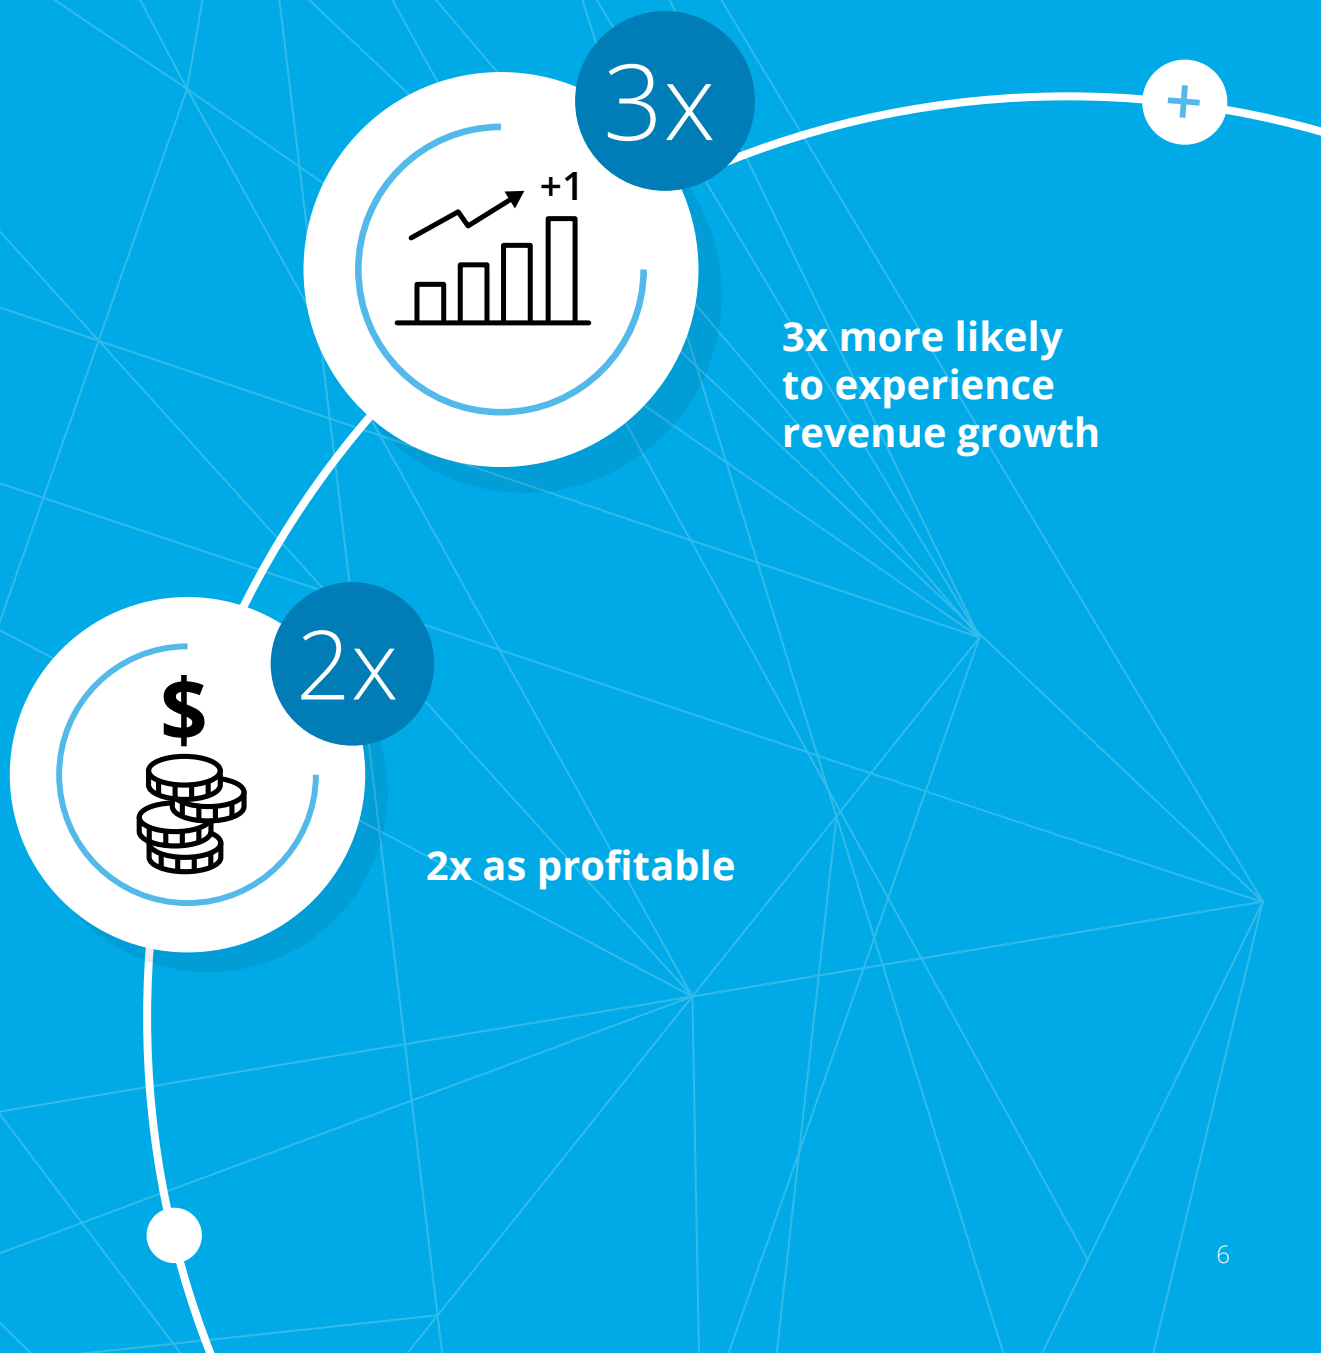 3x
+1
3x more likely
to experience
revenue growth
2x
$
2x as profitable
6